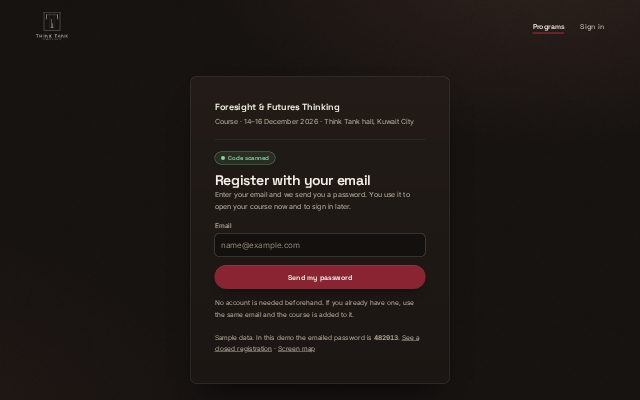 THINK TANK
Programs
Sign in
Foresight & Futures Thinking
Course · 14–16 December 2026 · Think Tank hall, Kuwait City
Code scanned
Register with your email
Enter your email and we send you a password. You use it to
open your course now and to sign in later.
Email
name@example.com
Send my password
No account is needed beforehand. If you already have one, use
the same email and the course is added to it.
Sample data. In this demo the emailed password is 482913. See a
closed registration · Screen map